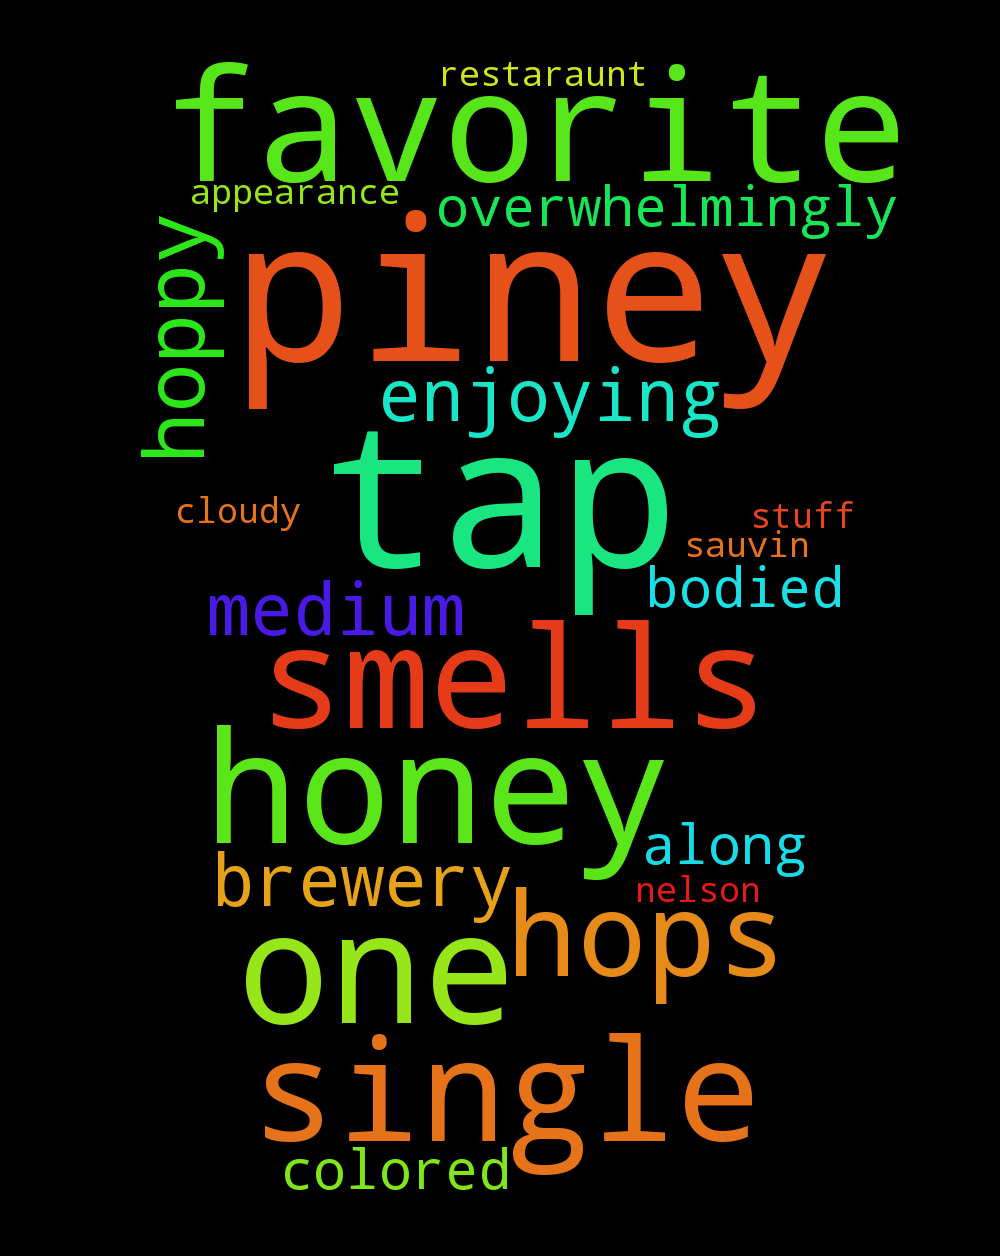 restaraunt
favorite
appearance
overwhelmingly
hoppy
piney
enjoying
tap
cloudy
stuff
sauvin
bodied
medium
smells
honey
along
brewery
nelson
hops
one
single
colored